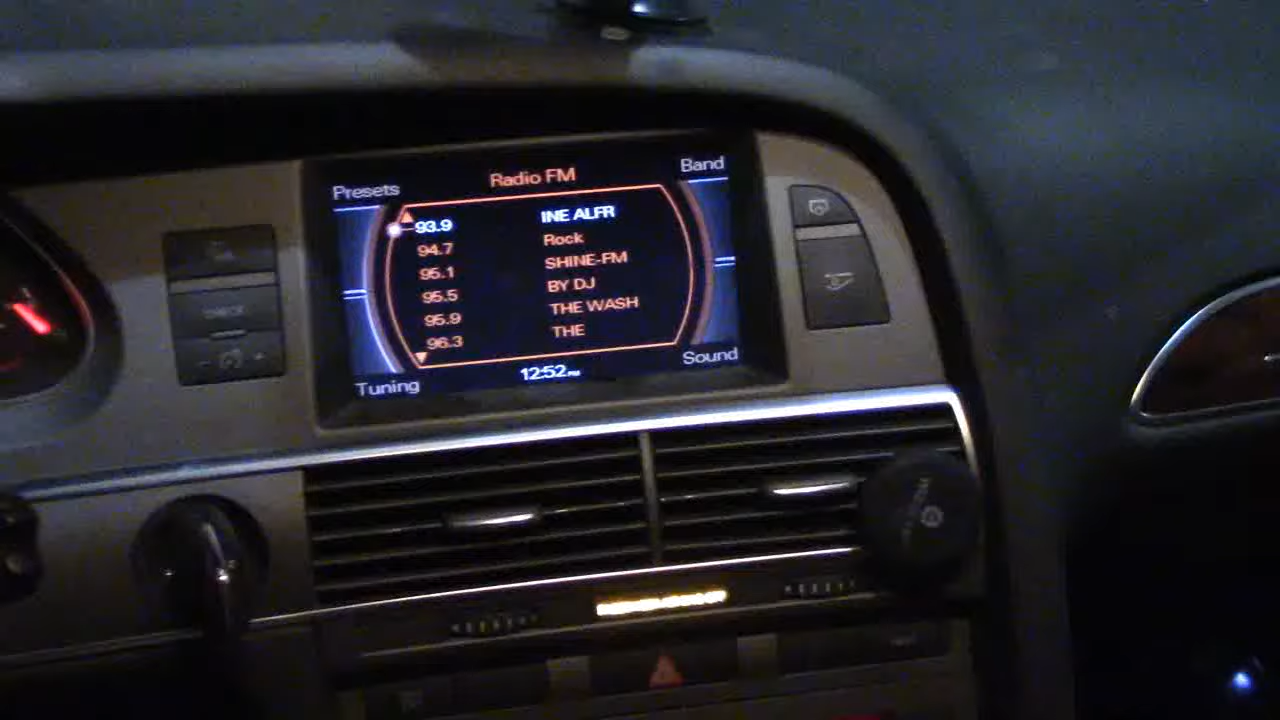 Presets
Radio FM
Band
93.9 INE ALFR
94.7 Rock
95.1 SHINE-FM
95.5 BY DJ
95.9 THE WASH
96.3 THE
Tuning
12:52 PM
Sound